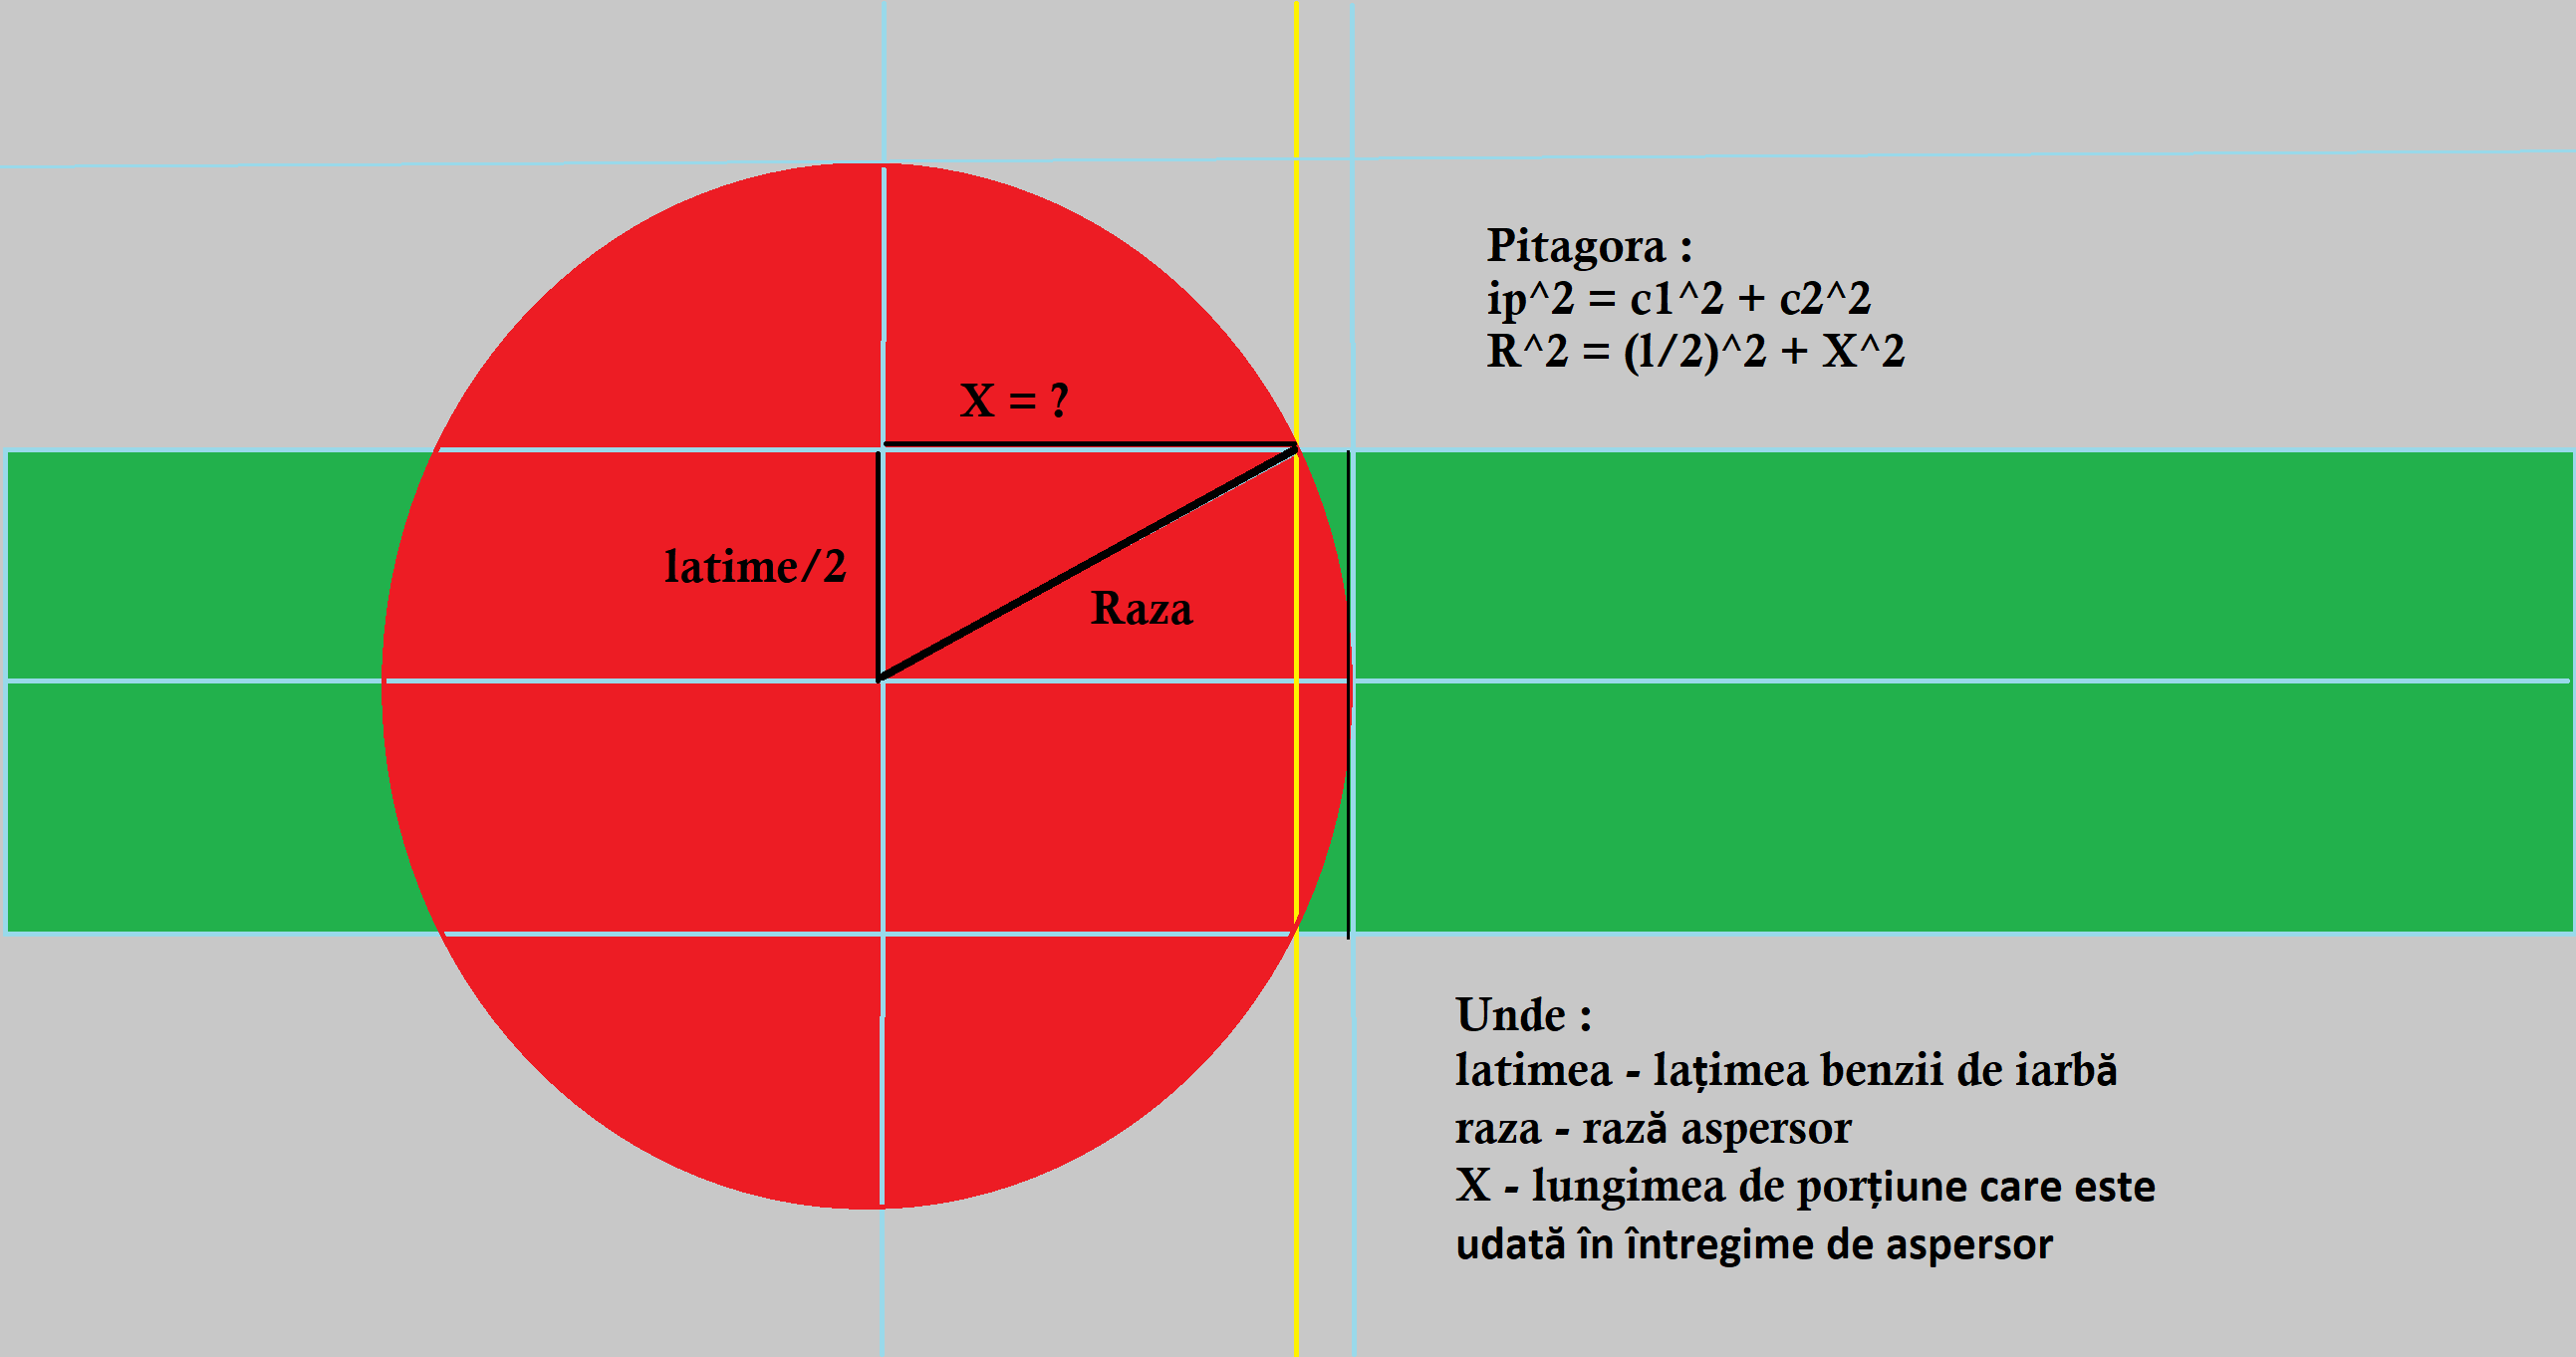 Pitagora :
ip^2 = c1^2 + c2^2
R^2 = (l/2)^2 + X^2
X = ?
latime/2
Raza
Unde :
latimea - lațimea benzii de iarbă
raza - rază aspersor
X - lungimea de porțiune care este
udată în întregime de aspersor